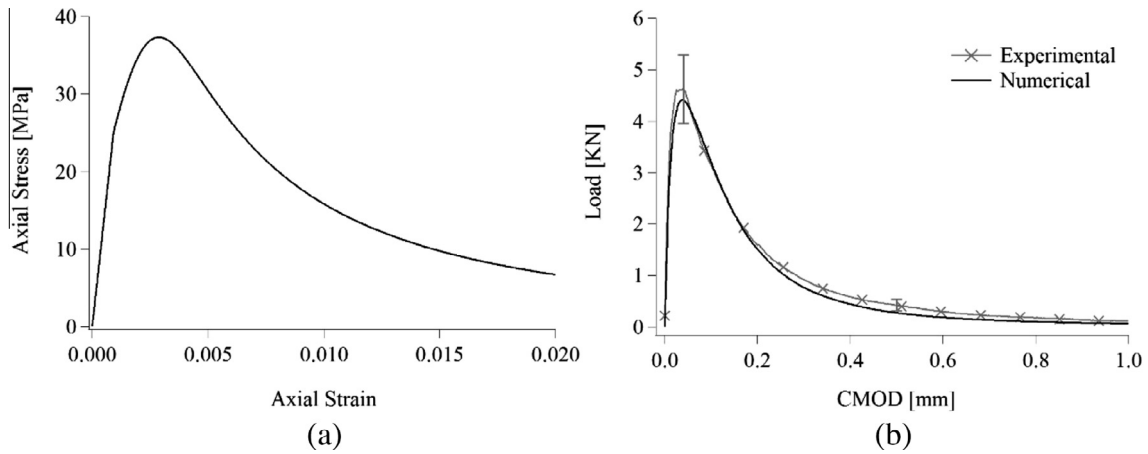 40
30
20
10
0
Axial Stress [MPa]
0.000 0.005 0.010 0.015 0.020
Axial Strain
(a)
6
5
4
3
2
1
0
Load [KN]
Experimental
Numerical
0.0 0.2 0.4 0.6 0.8 1.0
CMOD [mm]
(b)